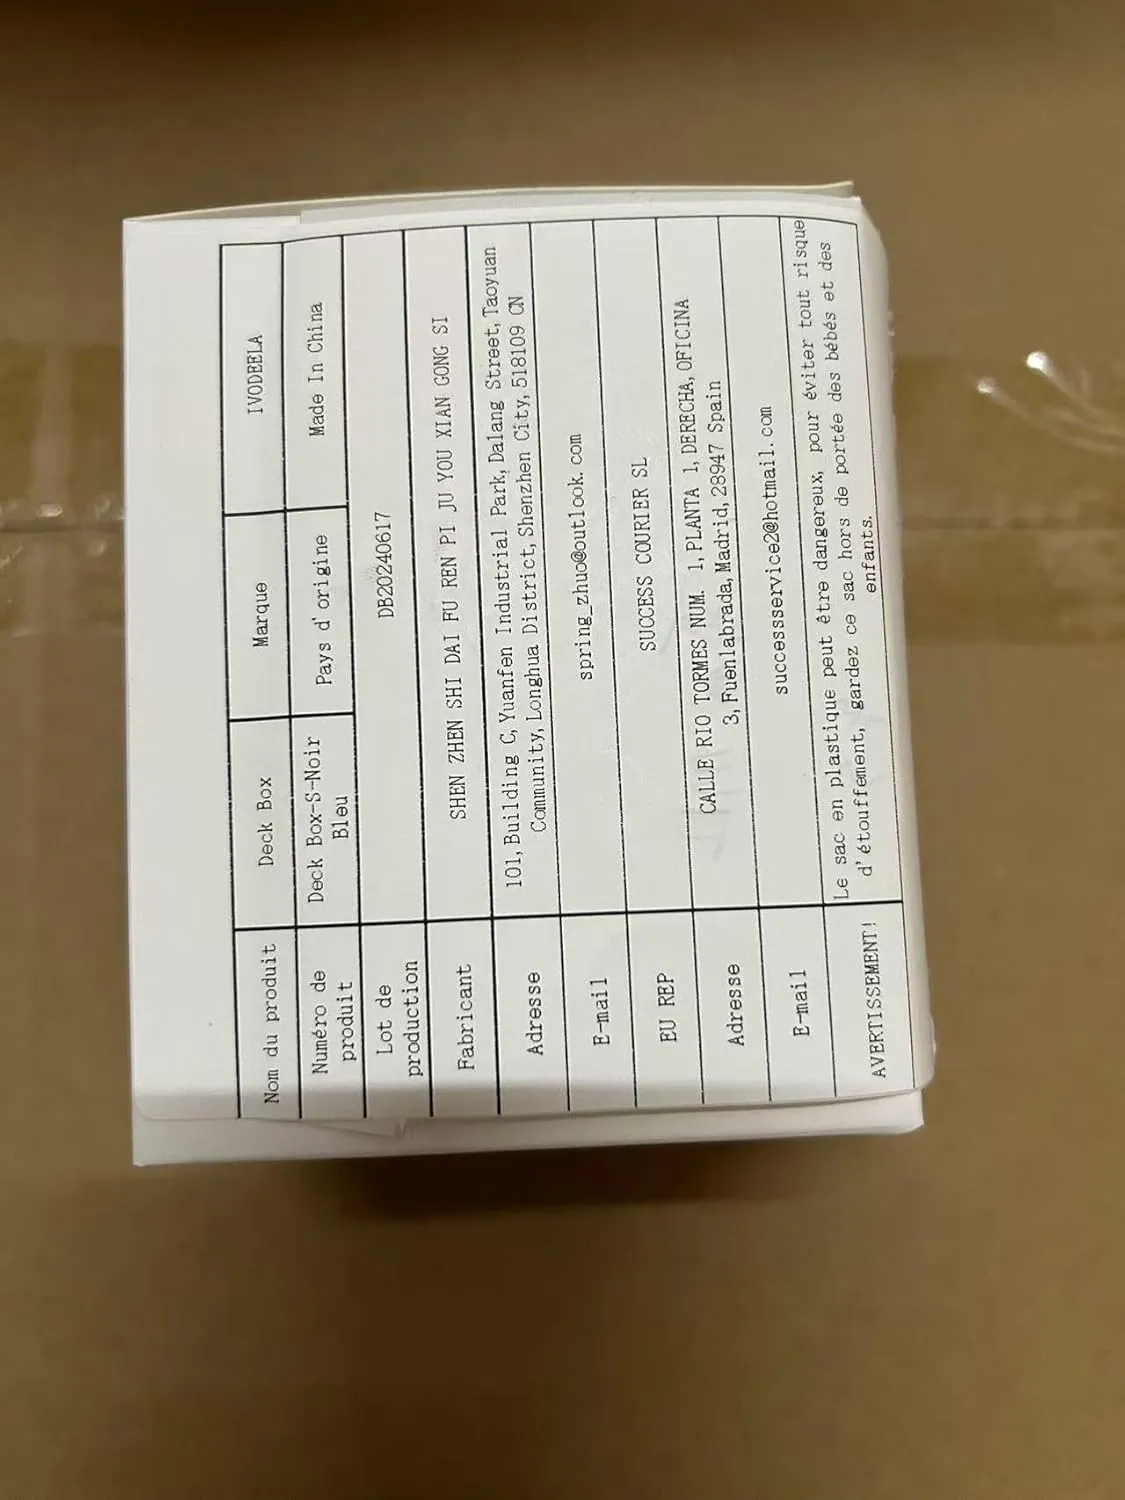 Nom du produit Deck Box Marque IVODEELA
Numéro de Deck Box-S-Noir Pays d'origine Made In China
produit Bleu
Lot de DB20240617
production
Fabricant SHEN ZHEN SHI DAI FU REN PI JU YOU XIAN GONG SI
Adresse 101, Building C, Yuanfen Industrial Park, Dalang Street, Taoyuan
Community, Longhua District, Shenzhen City, 518109 CN
E-mail spring_zhuo@outlook.com
EU REP SUCCESS COURIER SL
Adresse CALLE RIO TORMES NUM. 1, PLANTA 1, DERECHA, OFICINA
3, Fuenlabrada, Madrid, 28947 Spain
E-mail successservice2@hotmail.com
AVERTISSEMENT! Le sac en plastique peut être dangereux, pour éviter tout risque
d'étouffement, gardez ce sac hors de portée des bébés et des
enfants.